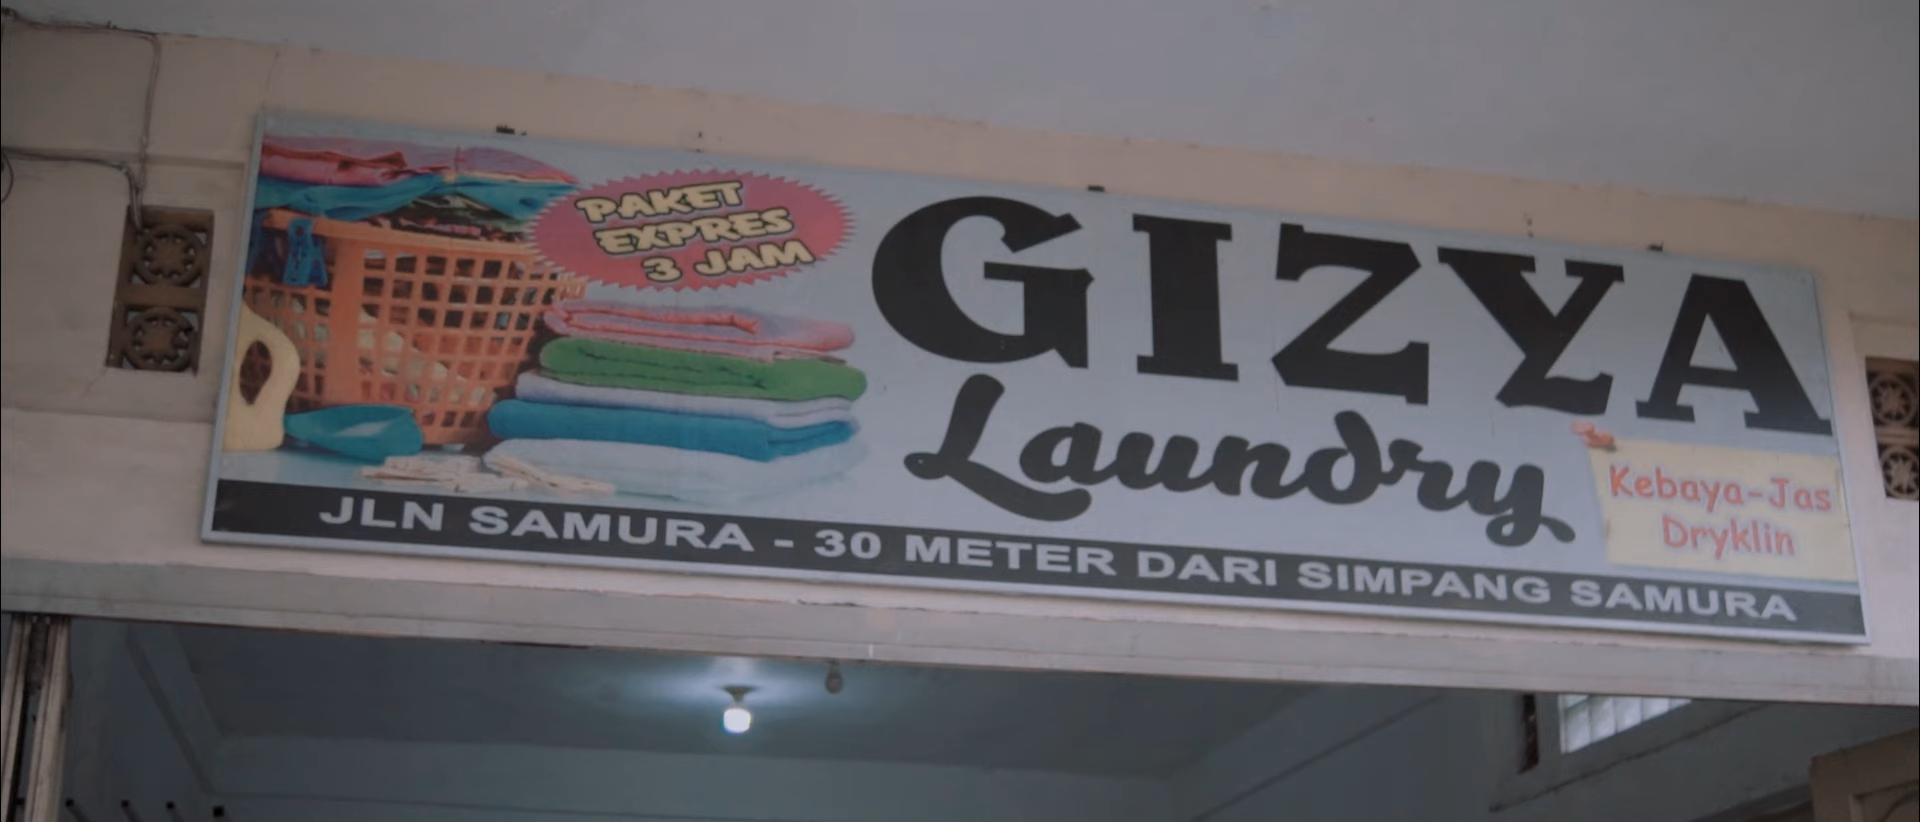 PAKET
EXPRES
3 JAM
GIZYA
Laundry
Kebaya-Jas
Dryklin
JLN SAMURA - 30 METER DARI SIMPANG SAMURA